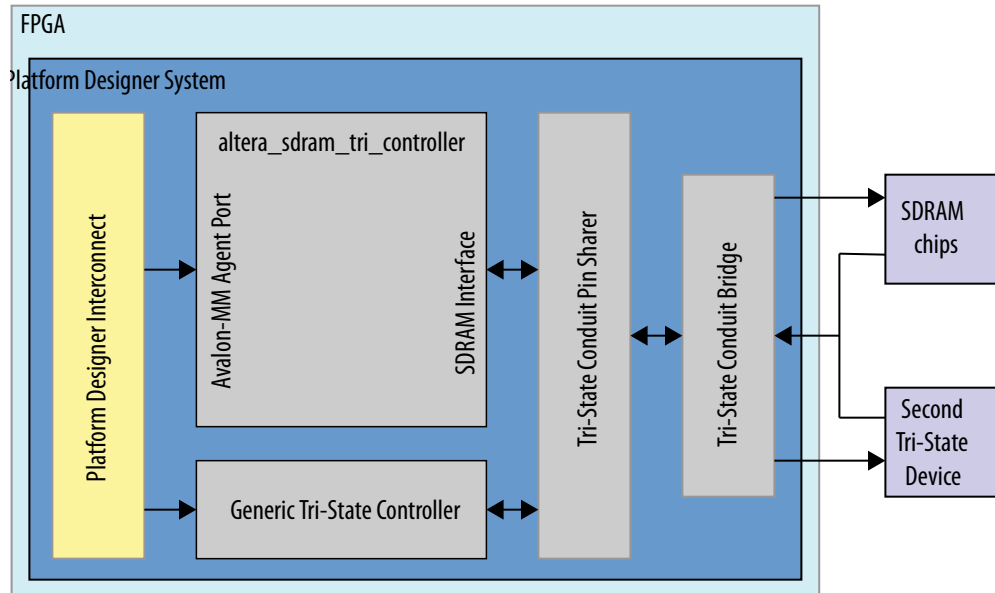 FPGA
Platform Designer System
altera_sdram_tri_controller
Platform Designer Interconnect
Avalon-MM Agent Port
SDRAM Interface
Generic Tri-State Controller
Tri-State Conduit Pin Sharer
Tri-State Conduit Bridge
SDRAM
chips
Second
Tri-State
Device